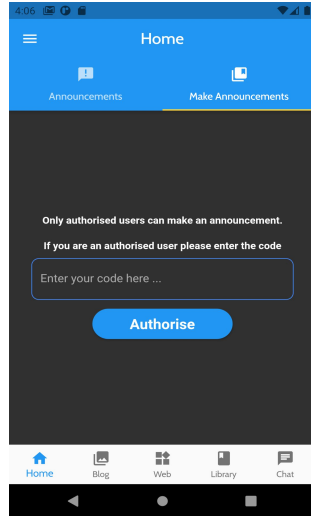 4:06
Home
Announcements
Make Announcements
Only authorised users can make an announcement.
If you are an authorised user please enter the code
Enter your code here ...
Authorise
Home Blog Web Library Chat